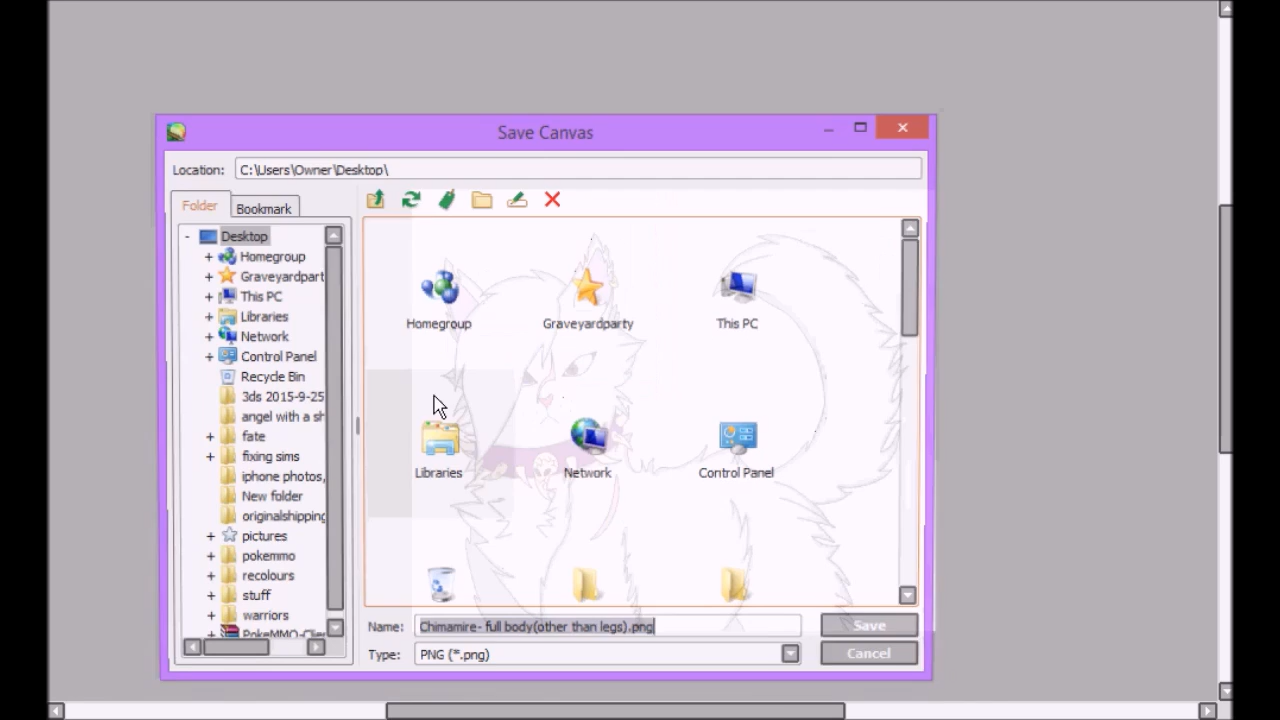 Save Canvas
Location: C:\Users\Owner\Desktop\
Folder Bookmark
Desktop
Homegroup
Graveyardpart
This PC
Libraries
Network
Control Panel
Recycle Bin
3ds 2015-9-25
angel with a sh
fate
fixing sims
iphone photos,
New folder
originalshipping
pictures
pokemmo
recolours
stuff
warriors
PokeMMO-Clien
Homegroup Graveyardparty This PC
Libraries Network Control Panel
Name: Chimamire- full body(other than legs).png Save
Type: PNG (*.png) Cancel